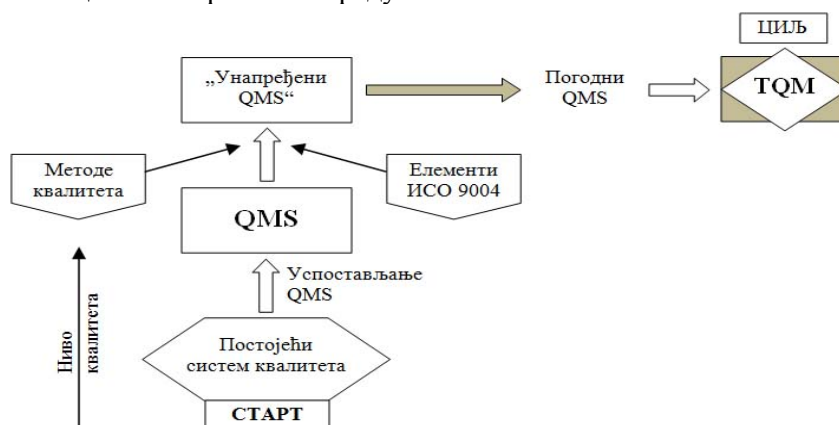 ЦИЉ
„Унапређени
QMS“
Погодни
QMS
TQM
Методе
квалитета
Елементи
ИСО 9004
QMS
Успостављање
QMS
Ниво
квалитета
Постојећи
систем квалитета
СТАРТ